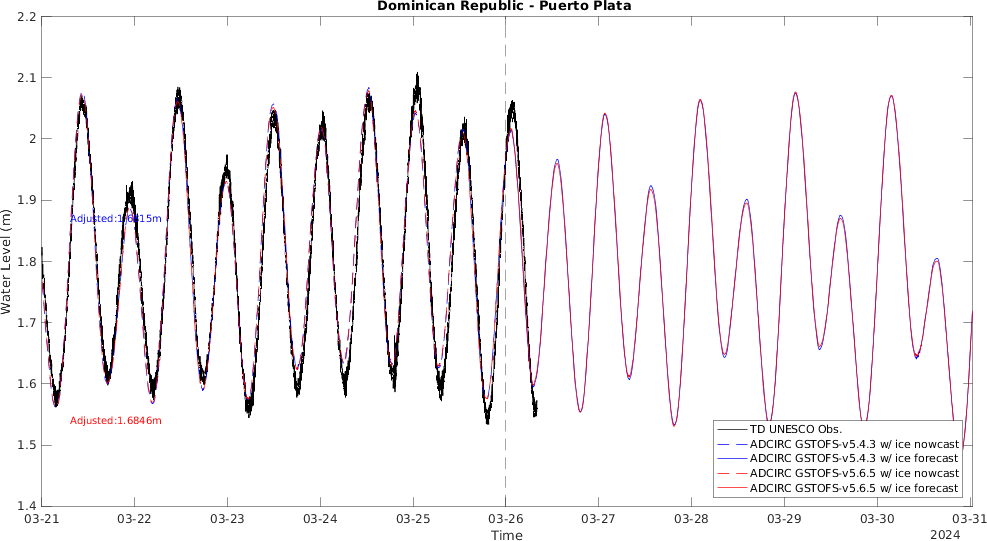 Dominican Republic - Puerto Plata
2.2
2.1
2
1.9
1.8
1.7
1.6
1.5
1.4
Water Level (m)
Adjusted:1.6415m
Adjusted:1.6846m
TD UNESCO Obs.
ADCIRC GSTOFS-v5.4.3 w/ ice nowcast
ADCIRC GSTOFS-v5.4.3 w/ ice forecast
ADCIRC GSTOFS-v5.6.5 w/ ice nowcast
ADCIRC GSTOFS-v5.6.5 w/ ice forecast
03-21 03-22 03-23 03-24 03-25 03-26 03-27 03-28 03-29 03-30 03-31
Time
2024